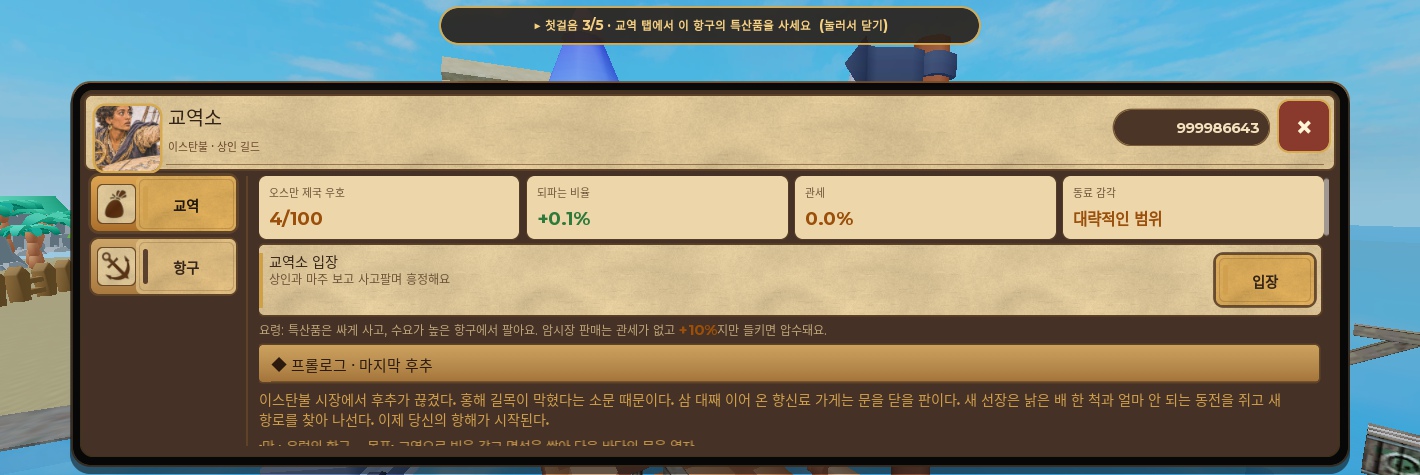 ▸ 첫걸음 3/5 · 교역 탭에서 이 항구의 특산품을 사세요 (눌러서 닫기)
교역소
이스탄불 · 상인 길드
999986643
×
교역
항구
오스만 제국 우호
4/100
되파는 비율
+0.1%
관세
0.0%
동료 감각
대략적인 범위
교역소 입장
상인과 마주 보고 사고팔며 흥정해요
입장
요령: 특산품은 싸게 사고, 수요가 높은 항구에서 팔아요. 암시장 판매는 관세가 없고 +10%지만 들키면 압수돼요.
◆ 프롤로그 · 마지막 후추
이스탄불 시장에서 후추가 끊겼다. 홍해 길목이 막혔다는 소문 때문이다. 삼 대째 이어 온 향신료 가게는 문을 닫을 판이다. 새 선장은 낡은 배 한 척과 얼마 안 되는 동전을 쥐고 새
항로를 찾아 나선다. 이제 당신의 항해가 시작된다.